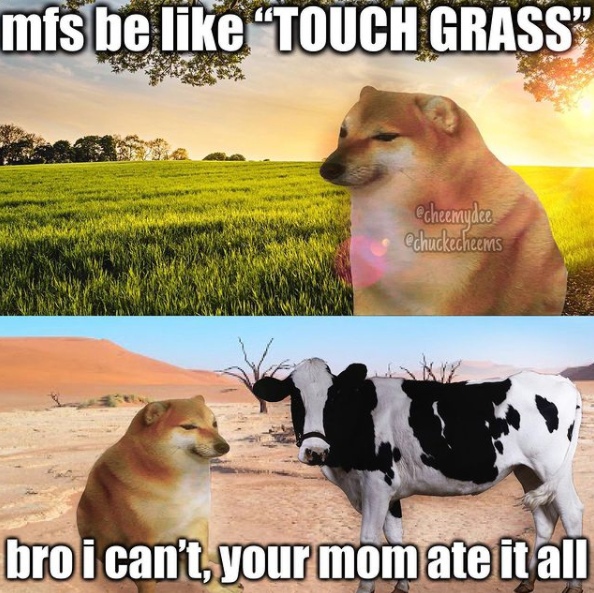 mfs be like “TOUCH GRASS”
@cheemydee
@chuckecheems
bro i can't, your mom ate it all